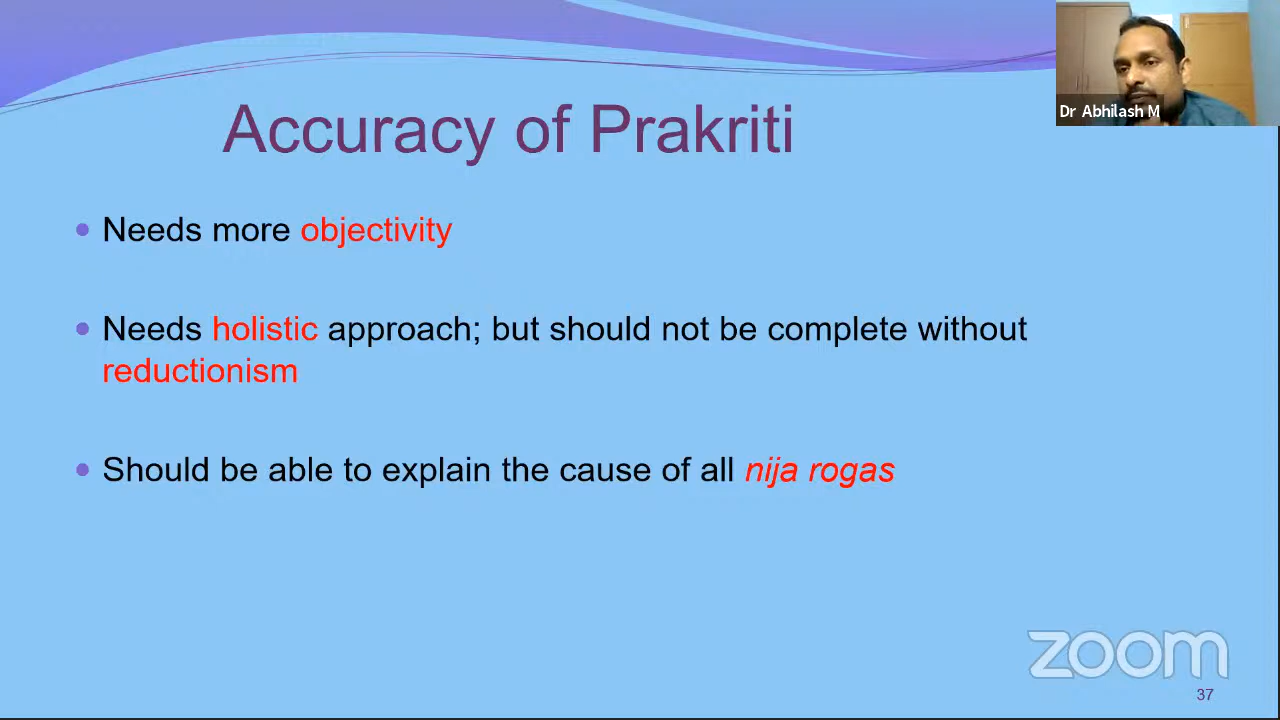 Dr Abhilash M
Accuracy of Prakriti
Needs more objectivity
Needs holistic approach; but should not be complete without
reductionism
Should be able to explain the cause of all nija rogas
zoom
37